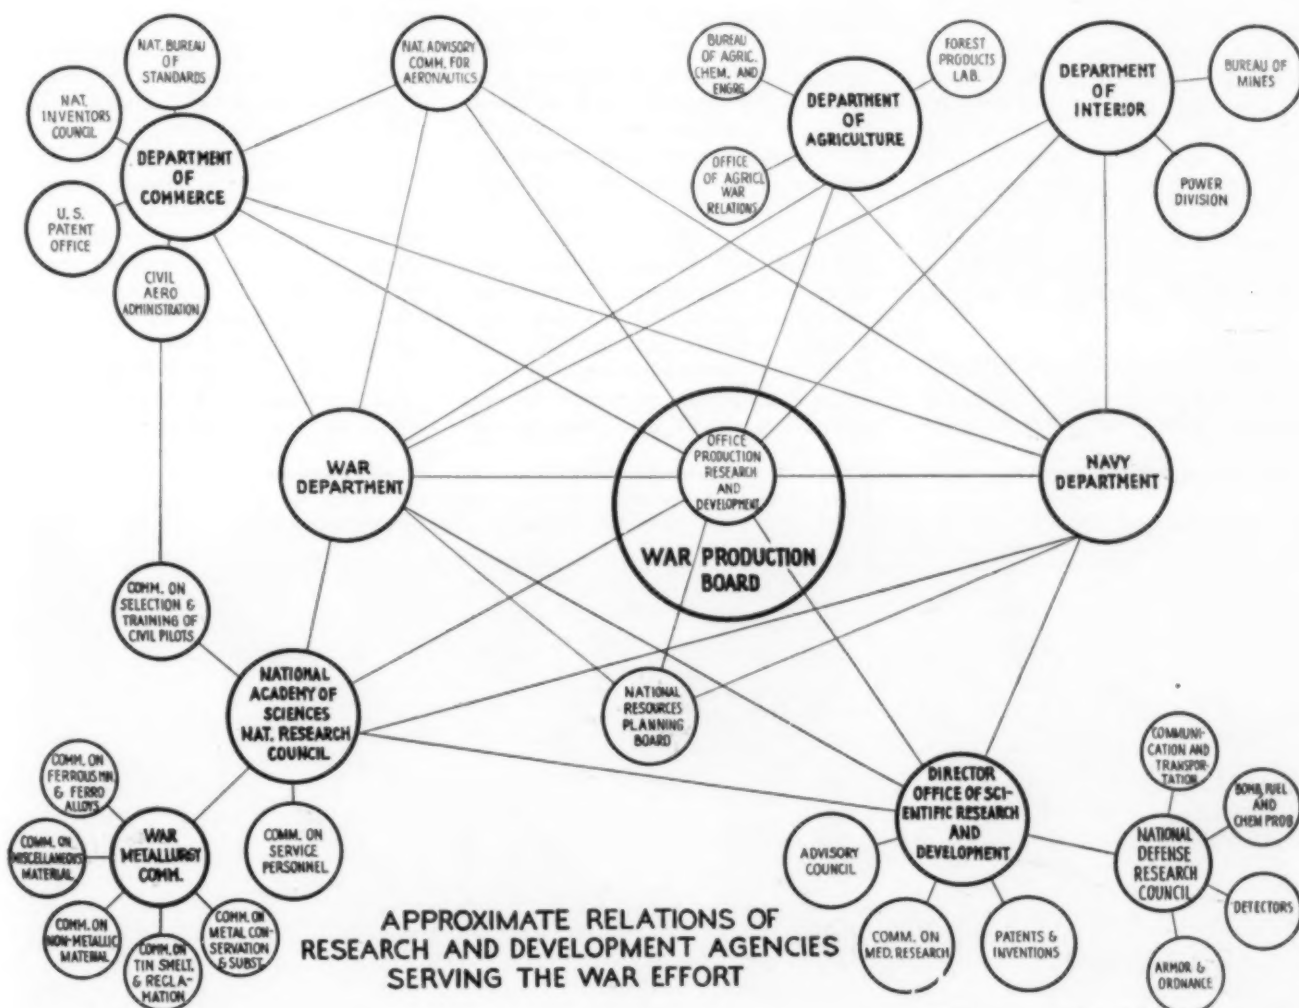 NAT. BUREAU
OF
STANDARDS
NAT. ADVISORY
COMM. FOR
AERONAUTICS
BUREAU
OF AGRIC.
CHEM. AND
ENGRG.
FOREST
PRODUCTS
LAB.
DEPARTMENT
OF
INTERIOR
BUREAU OF
MINES
NAT.
INVENTORS
COUNCIL
DEPARTMENT
OF
COMMERCE
DEPARTMENT
OF
AGRICULTURE
OFFICE
OF AGRICL
WAR
RELATIONS
POWER
DIVISION
U. S.
PATENT
OFFICE
CIVIL
AERO
ADMINISTRATION
WAR
DEPARTMENT
OFFICE
PRODUCTION
RESEARCH
AND
DEVELOPMENT
WAR PRODUCTION
BOARD
NAVY
DEPARTMENT
COMM. ON
SELECTION &
TRAINING OF
CIVIL PILOTS
NATIONAL
ACADEMY OF
SCIENCES
NAT. RESEARCH
COUNCIL
NATIONAL
RESOURCES
PLANNING
BOARD
COMM. ON
FERROUS MIN.
& FERRO
ALLOYS
WAR
METALLURGY
COMM.
COMM. ON
MISCELLANEOUS
MATERIAL
COMM. ON
NON-METALLIC
MATERIAL
COMM. ON
TIN SMELT.
& RECLA-
MATION
COMM. ON
METAL CON-
SERVATION
& SUBST.
COMM. ON
SERVICE
PERSONNEL
DIRECTOR
OFFICE OF SCI-
ENTIFIC RESEARCH
AND
DEVELOPMENT
ADVISORY
COUNCIL
COMM. ON
MED. RESEARCH
PATENTS &
INVENTIONS
COMMUNI-
CATION AND
TRANSPOR-
TATION
BOMB, FUEL
AND
CHEM PROB.
NATIONAL
DEFENSE
RESEARCH
COUNCIL
DETECTORS
ARMOR &
ORDNANCE
APPROXIMATE RELATIONS OF
RESEARCH AND DEVELOPMENT AGENCIES
SERVING THE WAR EFFORT